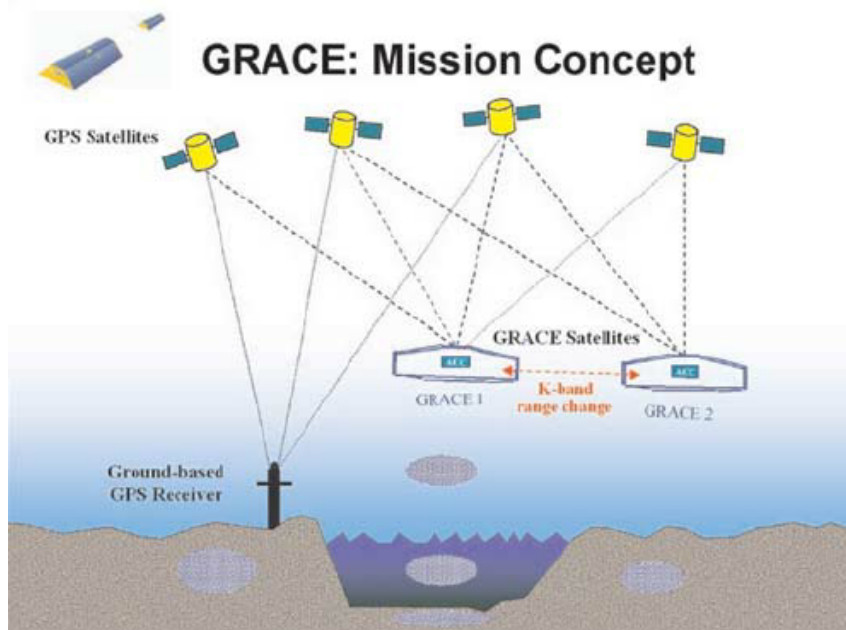 GRACE: Mission Concept
GPS Satellites
GRACE Satellites
ACC
ACC
GRACE 1
K-band
range change
GRACE 2
Ground-based
GPS Receiver